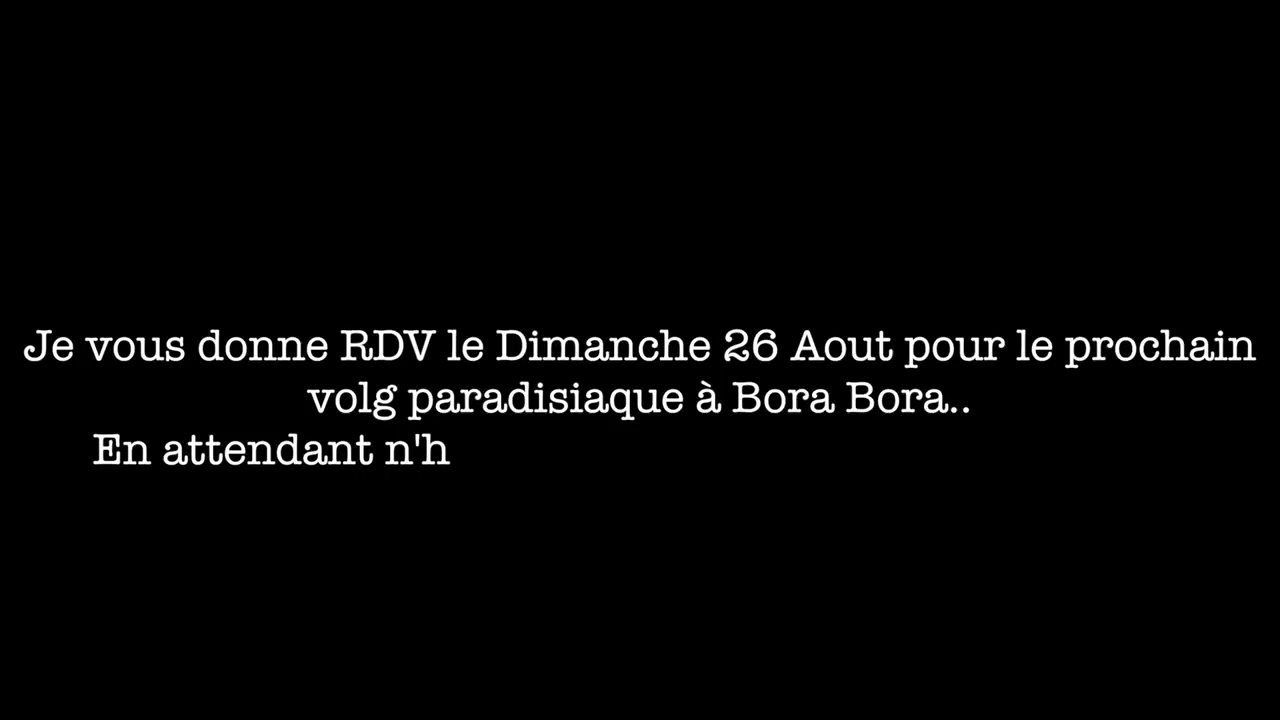 Je vous donne RDV le Dimanche 26 Aout pour le prochain
volg paradisiaque à Bora Bora..
En attendant n'h